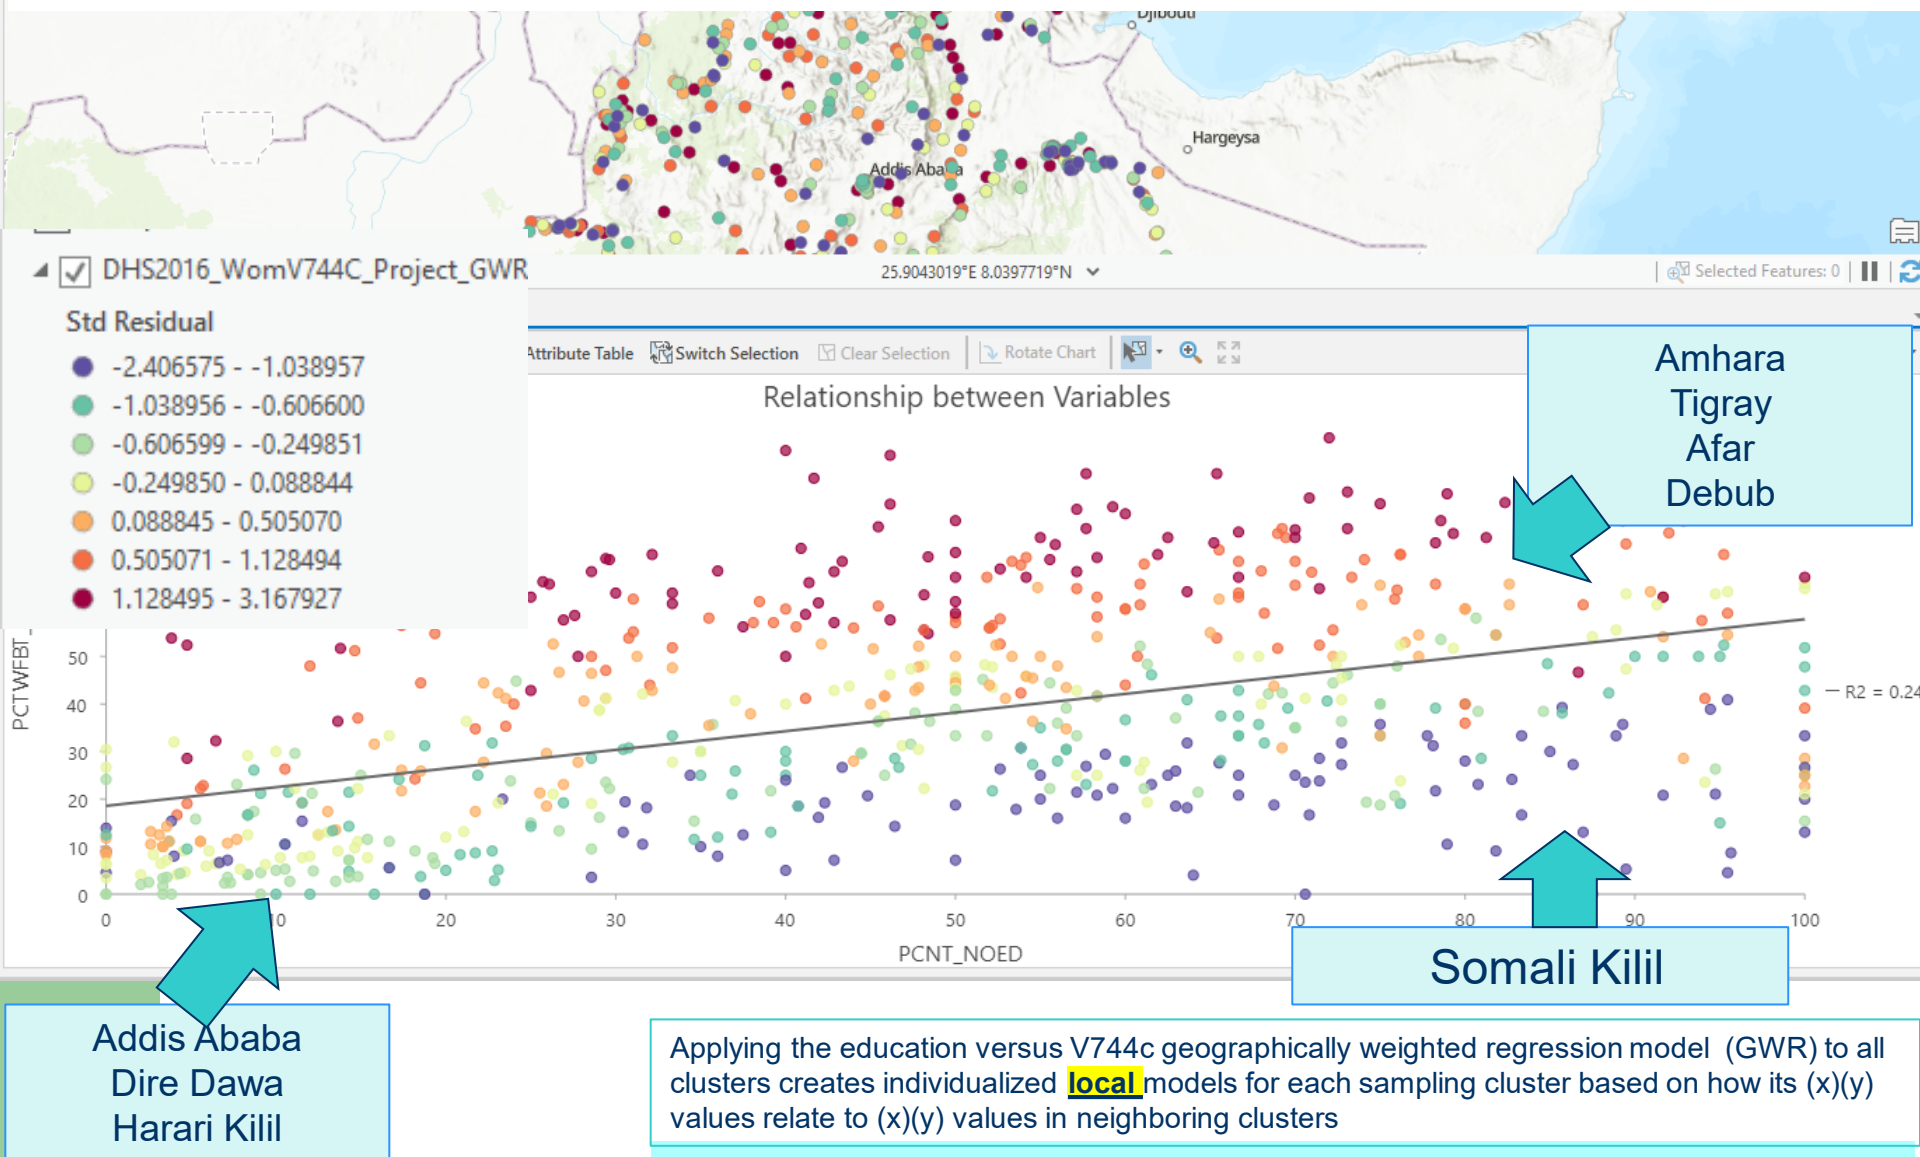 Djibouti
Hargeysa
Addis Ababa
DHS2016_WomV744C_Project_GWR
25.9043019°E 8.0397719°N
Selected Features: 0
Std Residual
-2.406575 - -1.038957
-1.038956 - -0.606600
-0.606599 - -0.249851
-0.249850 - 0.088844
0.088845 - 0.505070
0.505071 - 1.128494
1.128495 - 3.167927
Attribute Table Switch Selection Clear Selection Rotate Chart
Relationship between Variables
Amhara
Tigray
Afar
Debub
PCTWFBT_
50
40
30
20
10
0
R2 = 0.24
0 10 20 30 40 50 60 70 80 90 100
PCNT_NOED
Somali Kilil
Addis Ababa
Dire Dawa
Harari Kilil
Applying the education versus V744c geographically weighted regression model (GWR) to all
clusters creates individualized local models for each sampling cluster based on how its (x)(y)
values relate to (x)(y) values in neighboring clusters